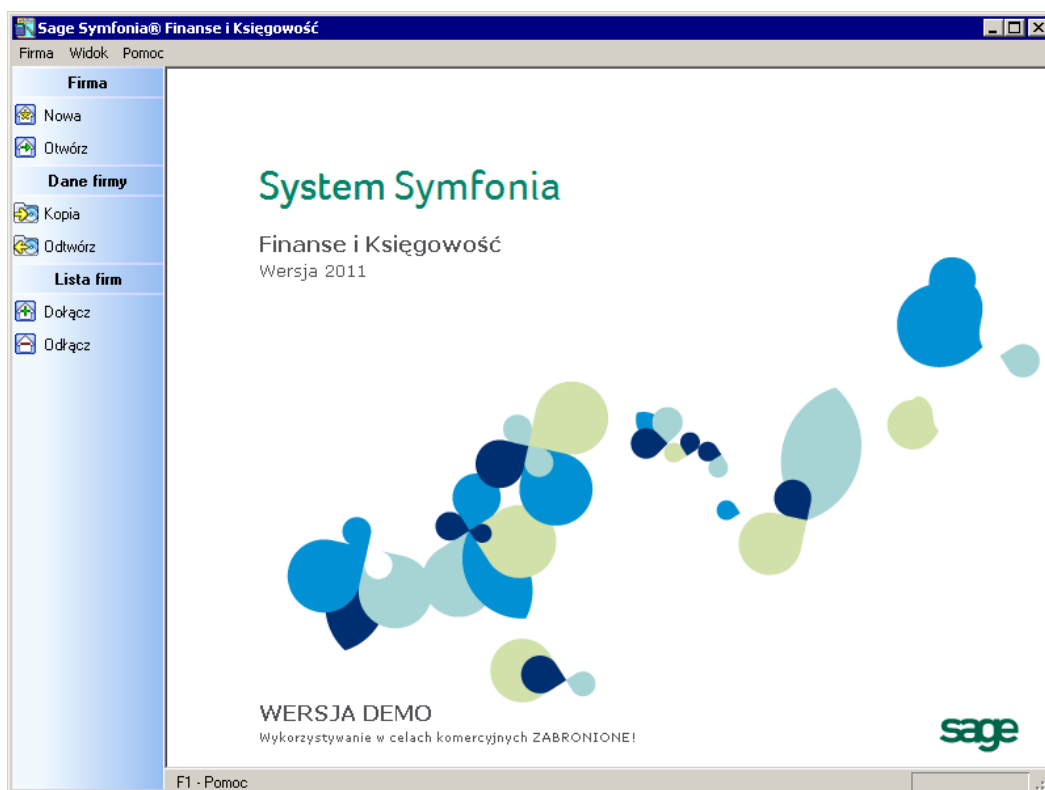 Sage Symfonia® Finanse i Księgowość
Firma Widok Pomoc
Firma
Nowa
Otwórz
Dane firmy
Kopia
Odtwórz
Lista firm
Dołącz
Odłącz
System Symfonia
Finanse i Księgowość
Wersja 2011
WERSJA DEMO
Wykorzystywanie w celach komercyjnych ZABRONIONE!
sage
F1 - Pomoc